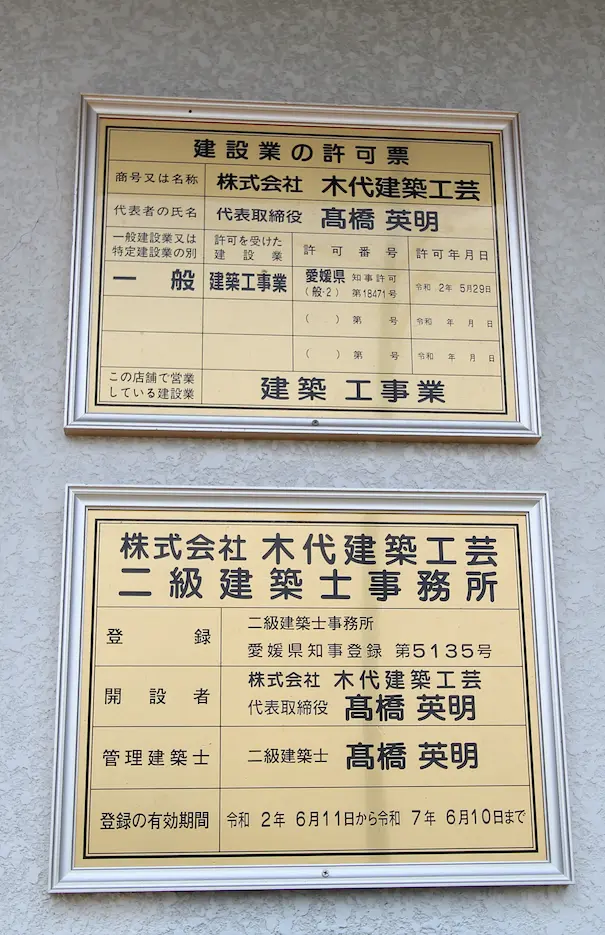 建設業の許可票
商号又は名称 株式会社 木代建築工芸
代表者の氏名 代表取締役 髙橋 英明
一般建設業又は特定建設業の別 許可を受けた建設業 許可番号 許可年月日
一般 建築工事業 愛媛県知事許可(般-2)第18471号 令和 2年 5月29日
( )第 号 令和 年 月 日
( )第 号 令和 年 月 日
この店舗で営業している建設業 建築 工事業
株式会社 木代建築工芸
二級建築士事務所
登録 二級建築士事務所
愛媛県知事登録 第5135号
開設者 株式会社 木代建築工芸
代表取締役 髙橋 英明
管理建築士 二級建築士 髙橋 英明
登録の有効期間 令和 2年 6月11日から令和 7年 6月10日まで